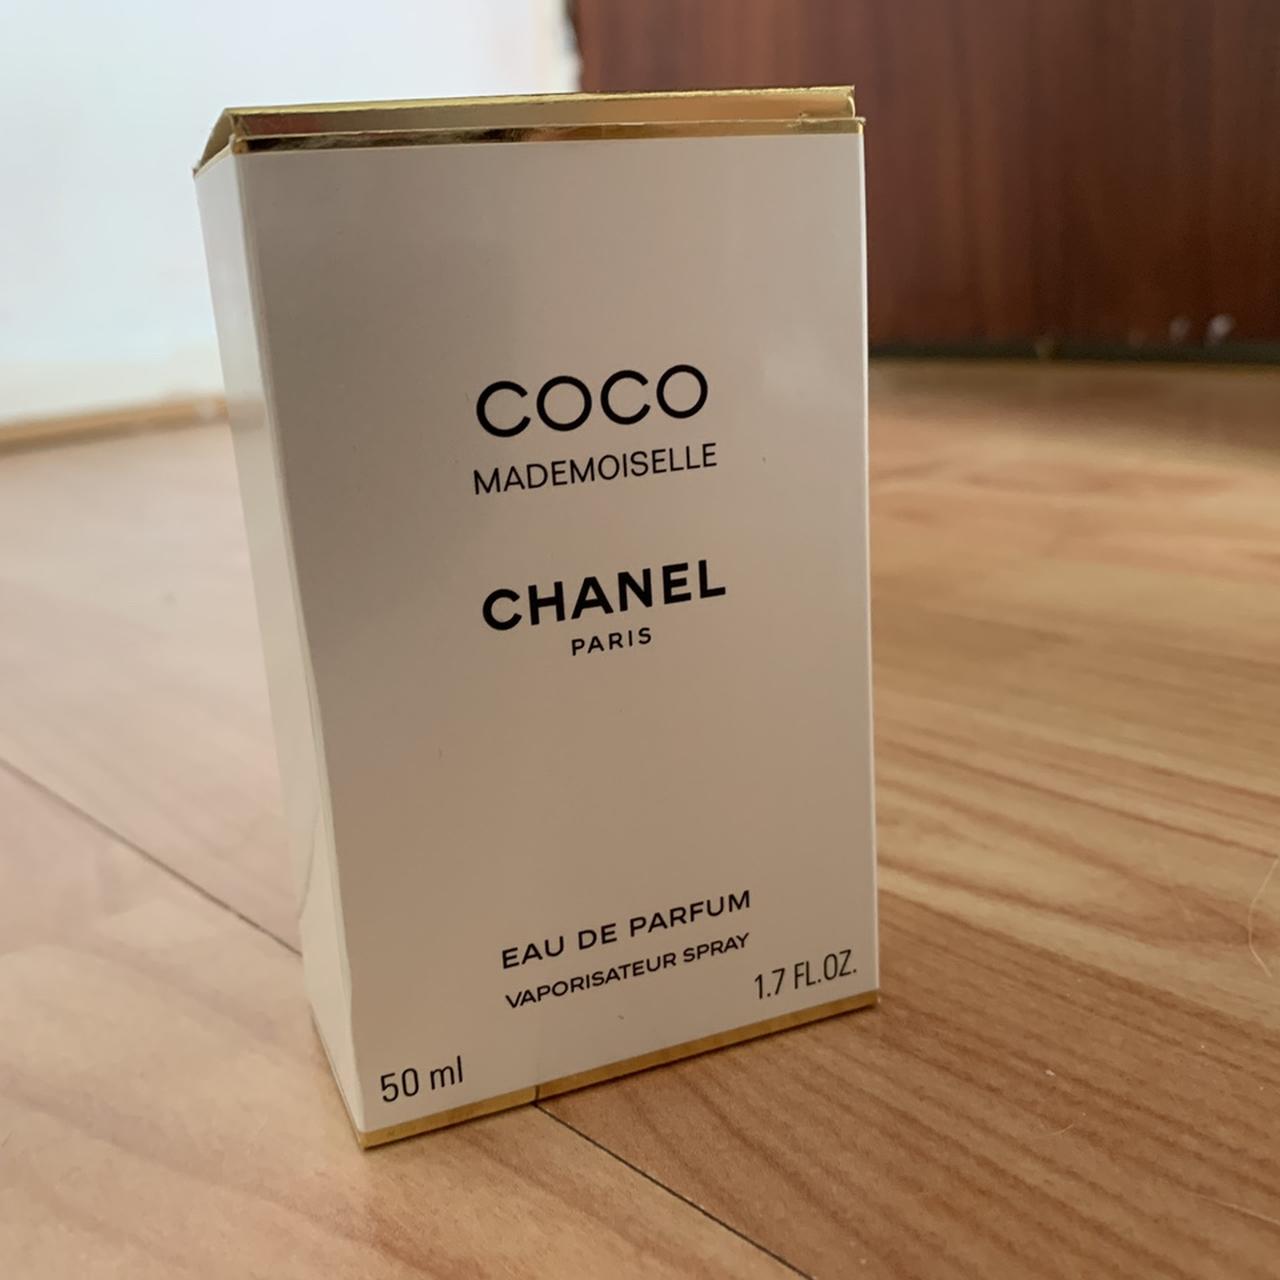 COCO
MADEMOISELLE
CHANEL
PARIS
EAU DE PARFUM
VAPORISATEUR SPRAY
50 ml 1.7 FL.OZ.